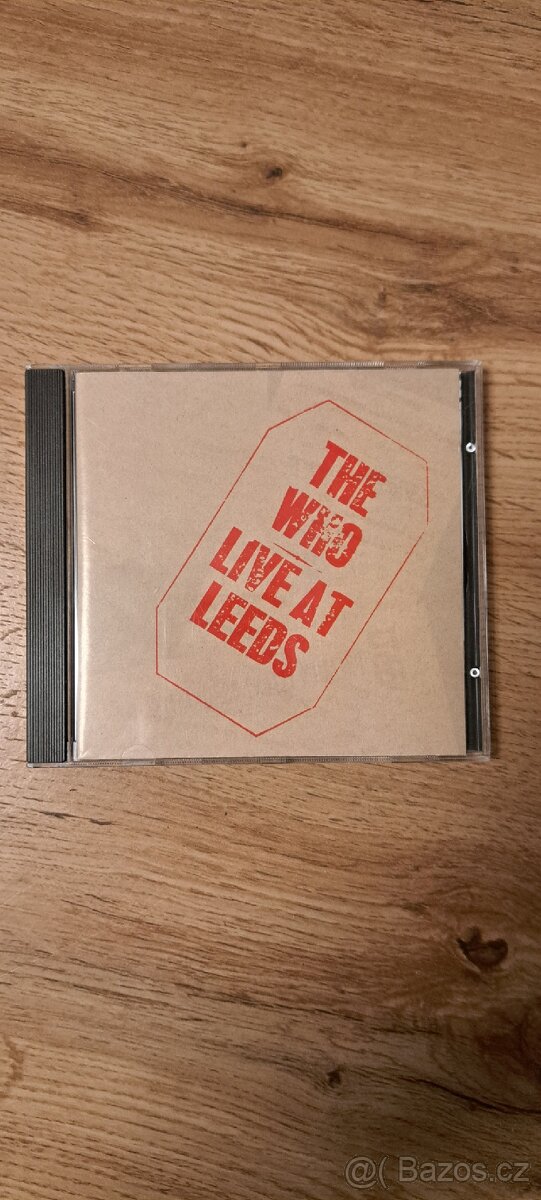 THE
WHO
LIVE AT
LEEDS
@( Bazos.cz